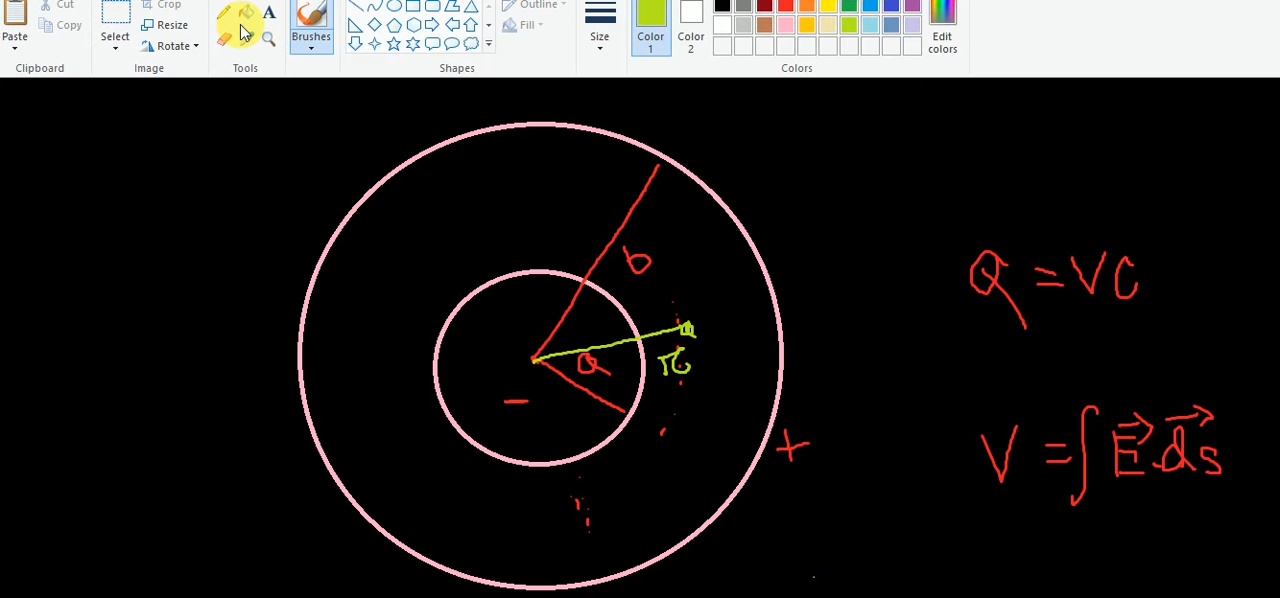 Cut
Crop
Outline
Paste
Copy
Select
Resize
Rotate
A
Brushes
Fill
Size
Color 1
Color 2
Edit colors
Clipboard
Image
Tools
Shapes
Colors
b
a
r
−
+
Q = VC
V = ∫ E⃗ . d⃗s